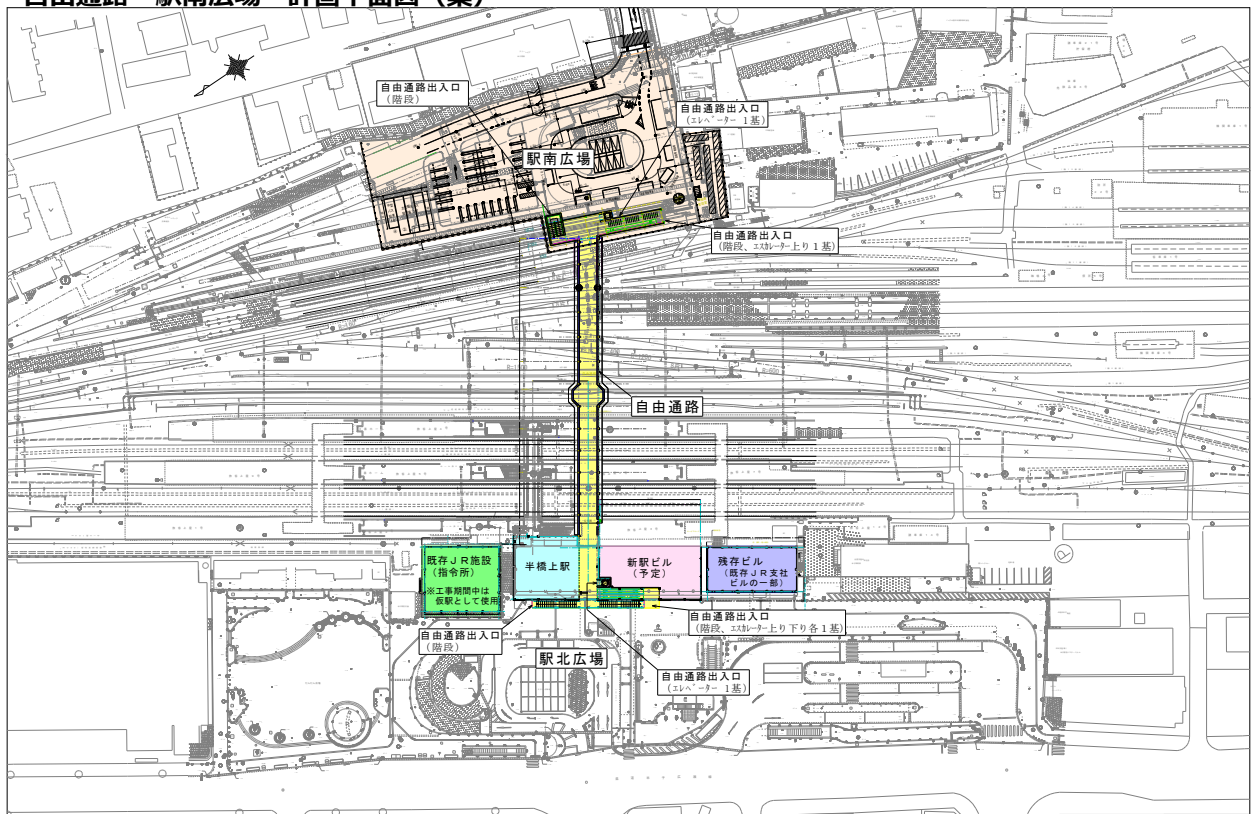 自由通路 駅南広場 計画平面図（案）
自由通路出入口
（階段）
自由通路出入口
（エレベーター 1基）
駅南広場
自由通路出入口
（階段、エスカレーター上り1基）
自由通路
既存JR施設
（指令所）
※工事期間中は
仮駅として使用
半橋上駅
新駅ビル
（予定）
残存ビル
（既存JR支社
ビルの一部）
自由通路出入口
（階段、エスカレーター上り下り各1基）
自由通路出入口
（階段）
駅北広場
自由通路出入口
（エレベーター 1基）